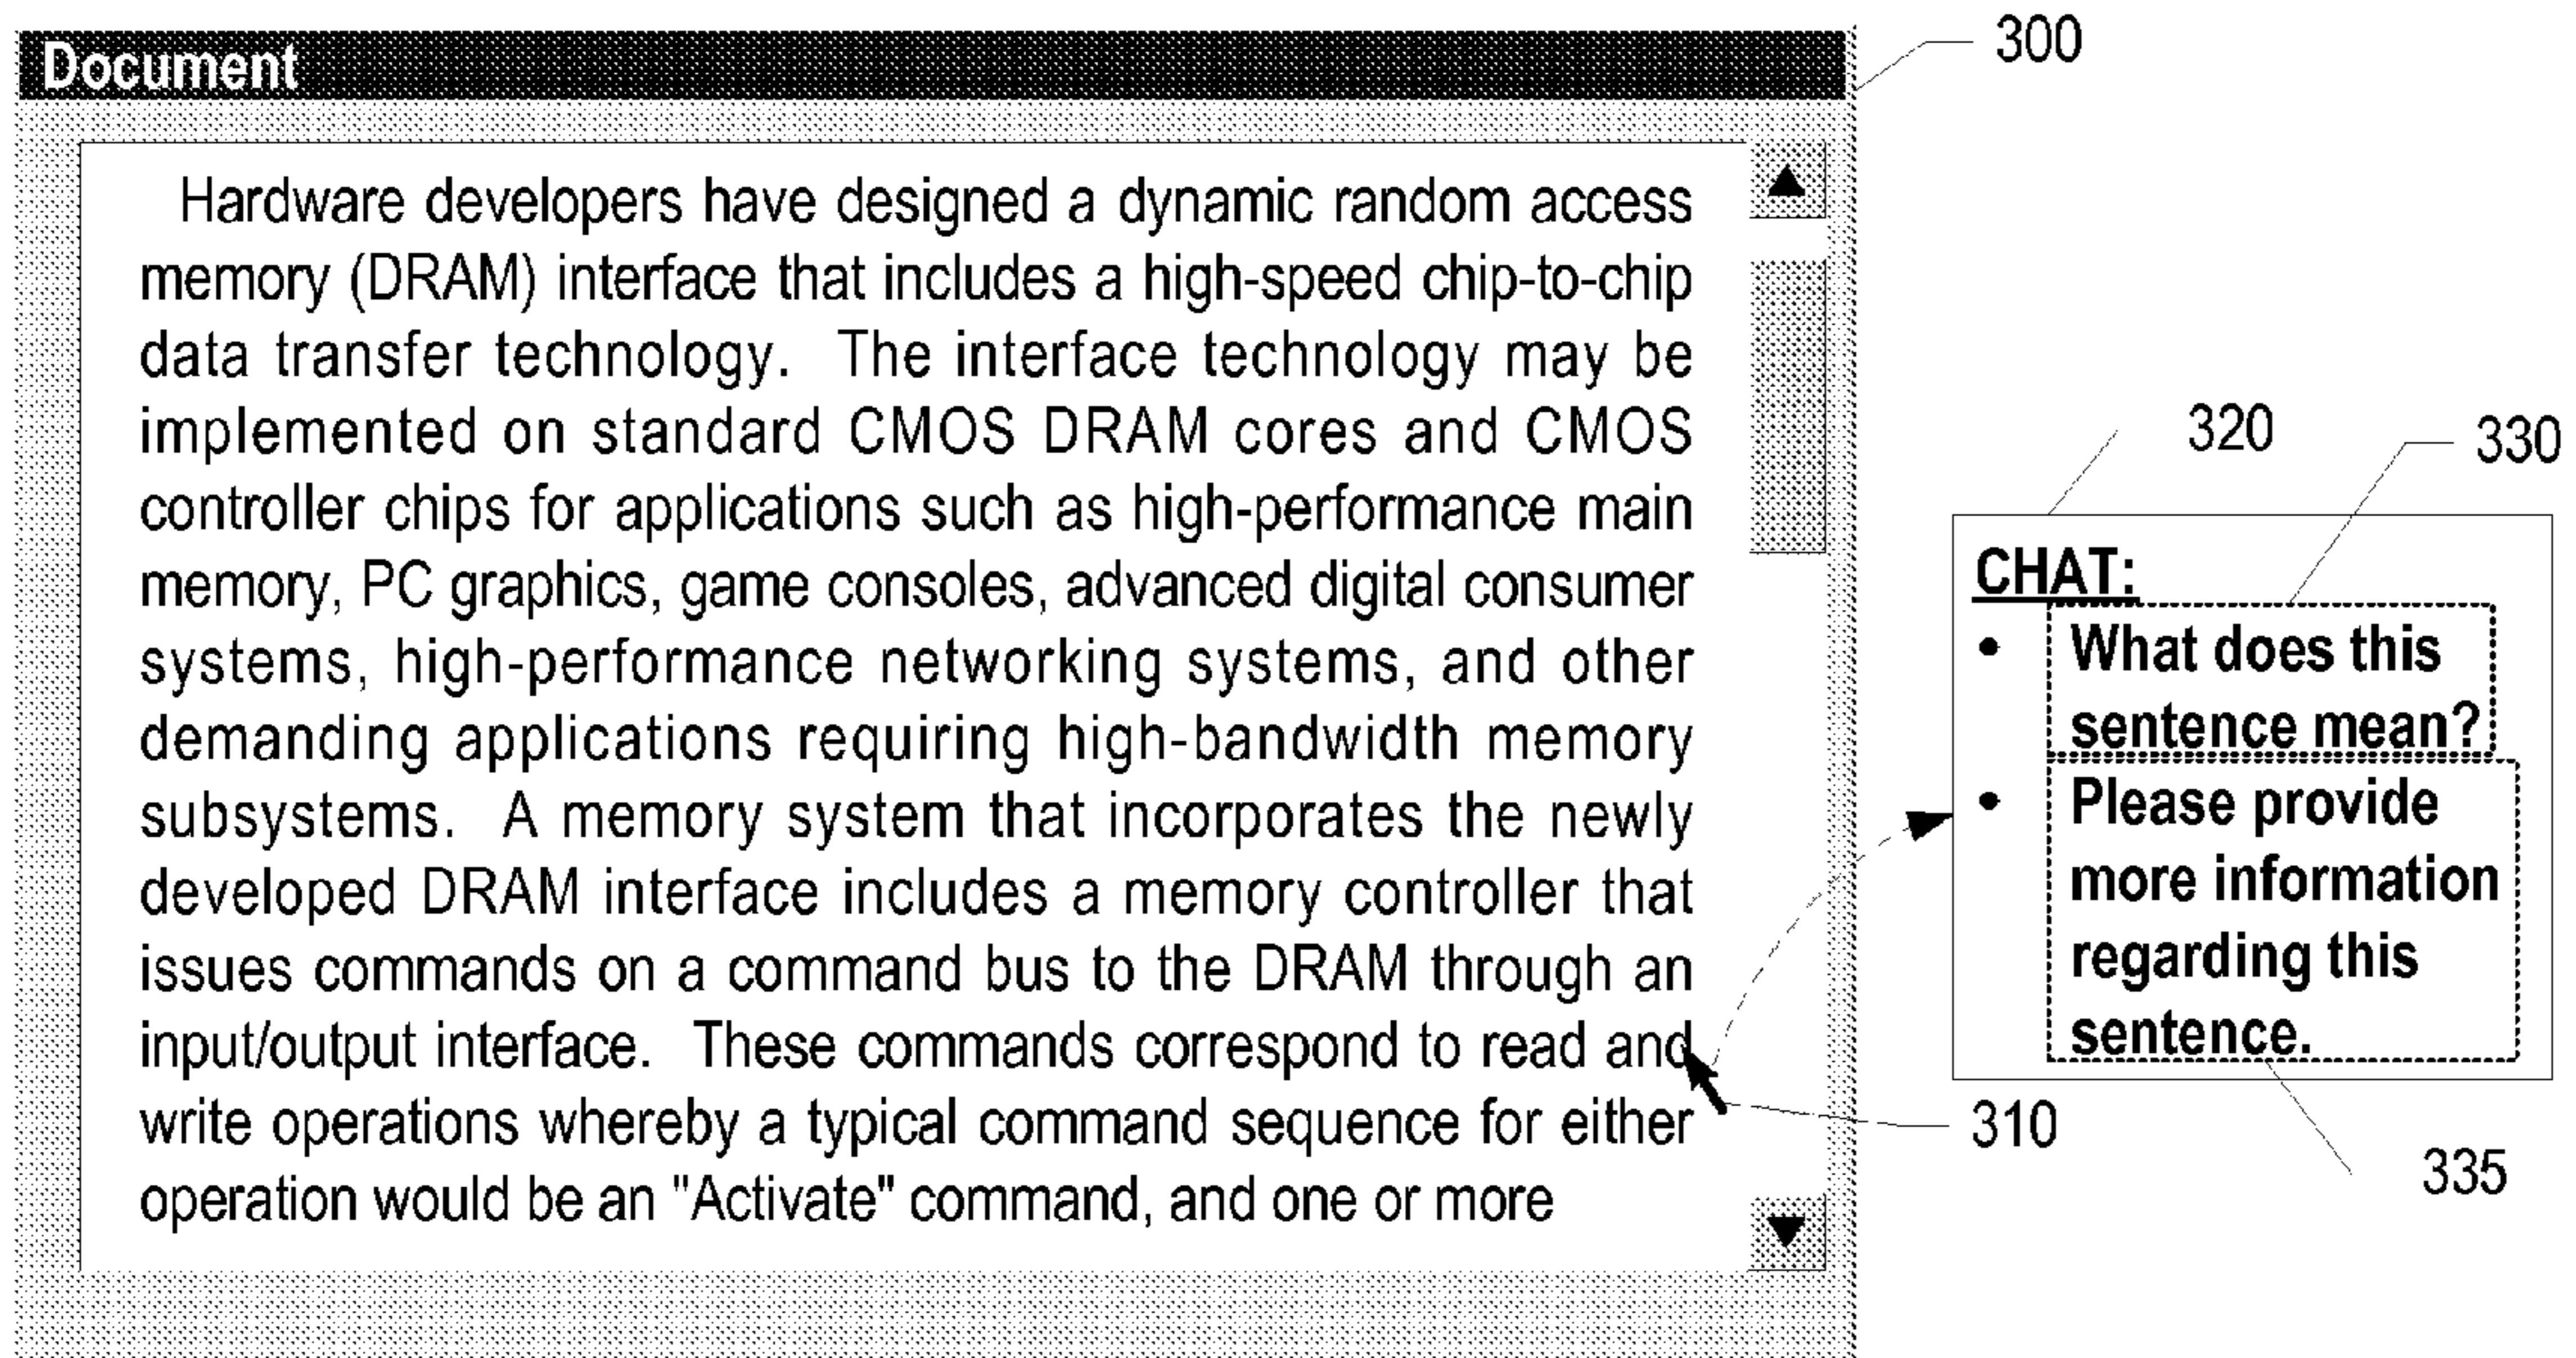 Document
300
Hardware developers have designed a dynamic random access
memory (DRAM) interface that includes a high-speed chip-to-chip
data transfer technology. The interface technology may be
implemented on standard CMOS DRAM cores and CMOS
controller chips for applications such as high-performance main
memory, PC graphics, game consoles, advanced digital consumer
systems, high-performance networking systems, and other
demanding applications requiring high-bandwidth memory
subsystems. A memory system that incorporates the newly
developed DRAM interface includes a memory controller that
issues commands on a command bus to the DRAM through an
input/output interface. These commands correspond to read and
write operations whereby a typical command sequence for either
operation would be an "Activate" command, and one or more
320
330
CHAT:
• What does this
sentence mean?
• Please provide
more information
regarding this
sentence.
310
335